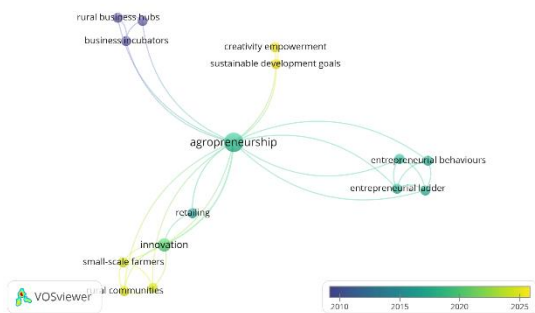 rural business hubs
business incubators
creativity empowerment
sustainable development goals
agropreneurship
entrepreneurial behaviours
entrepreneurial ladder
retailing
innovation
small-scale farmers
rural communities
VOSviewer
2010 2015 2020 2025